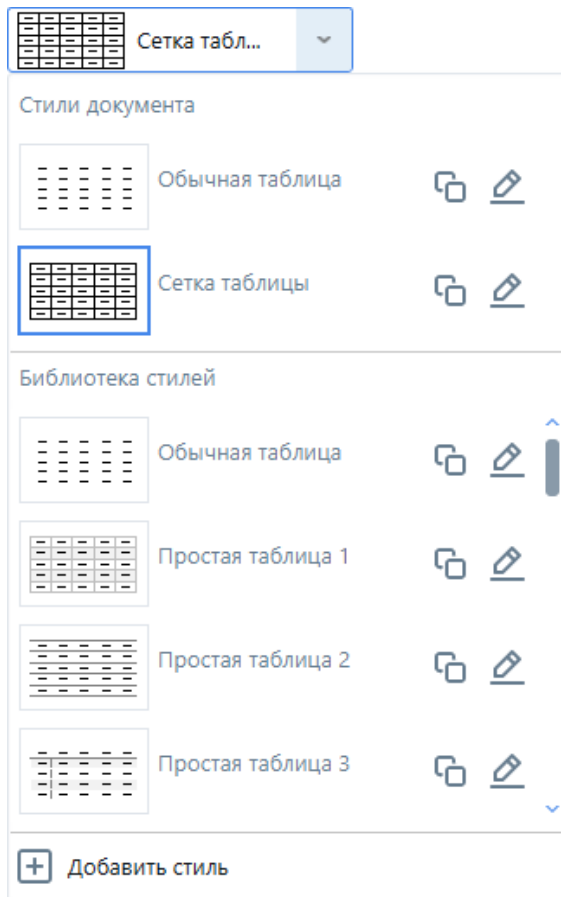 Сетка табл...
Стили документа
Обычная таблица
Сетка таблицы
Библиотека стилей
Обычная таблица
Простая таблица 1
Простая таблица 2
Простая таблица 3
Добавить стиль